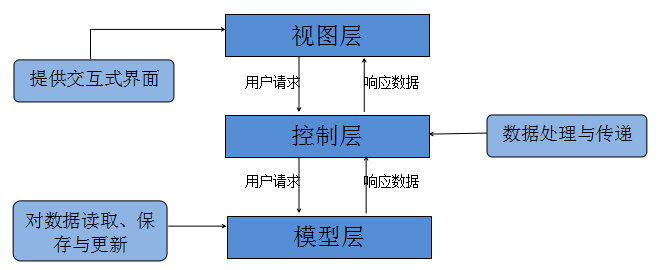 视图层
提供交互式界面
用户请求
响应数据
控制层
数据处理与传递
用户请求
响应数据
对数据读取、保
存与更新
模型层